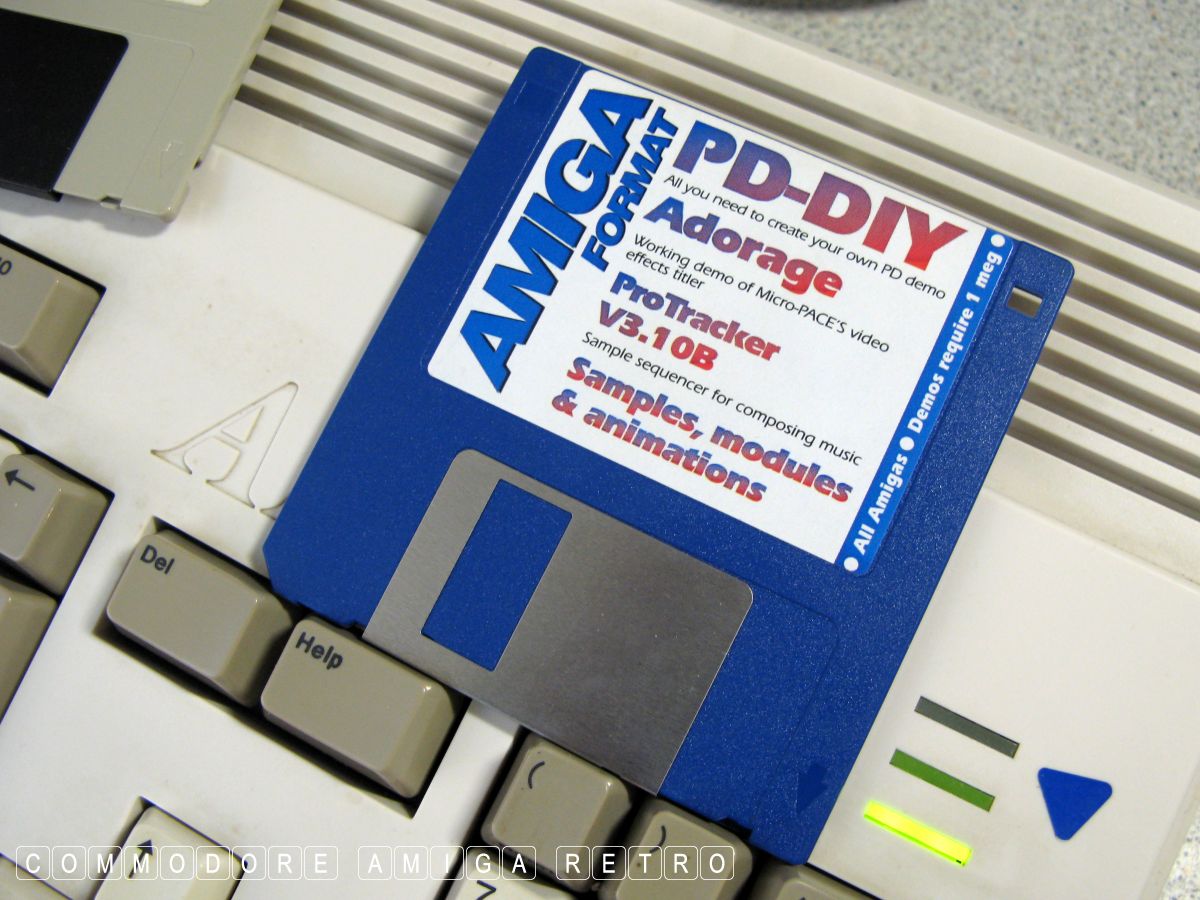 AMIGA
FORMAT
PD-DIY
All you need to create your own PD demo
Adorage
Working demo of Micro-PACE'S video
effects titler
ProTracker
V3.10B
Sample sequencer for composing music
Samples, modules
& animations
● All Amigas ● Demos require 1 meg ●
A
←
Del
Help
(
)
7
↑
COMMODORE AMIGA RETRO